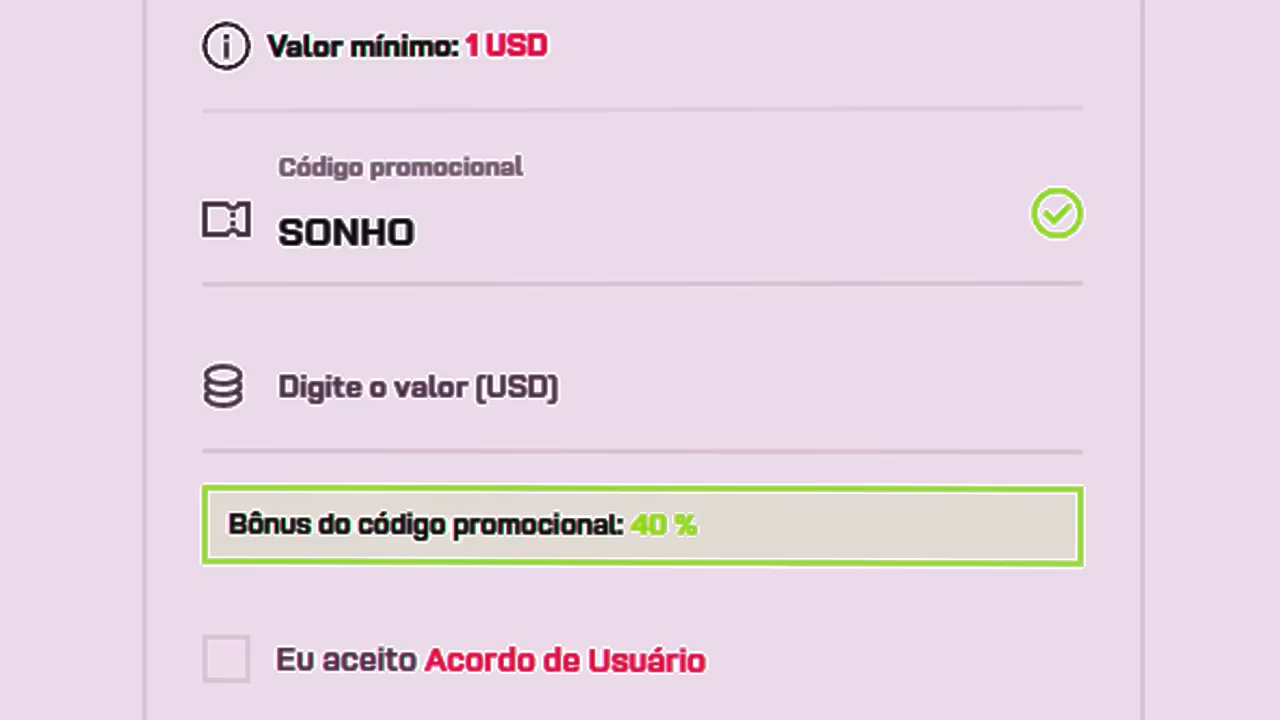 Valor mínimo: 1 USD
Código promocional
SONHO
Digite o valor (USD)
Bônus do código promocional: 40 %
Eu aceito Acordo de Usuário